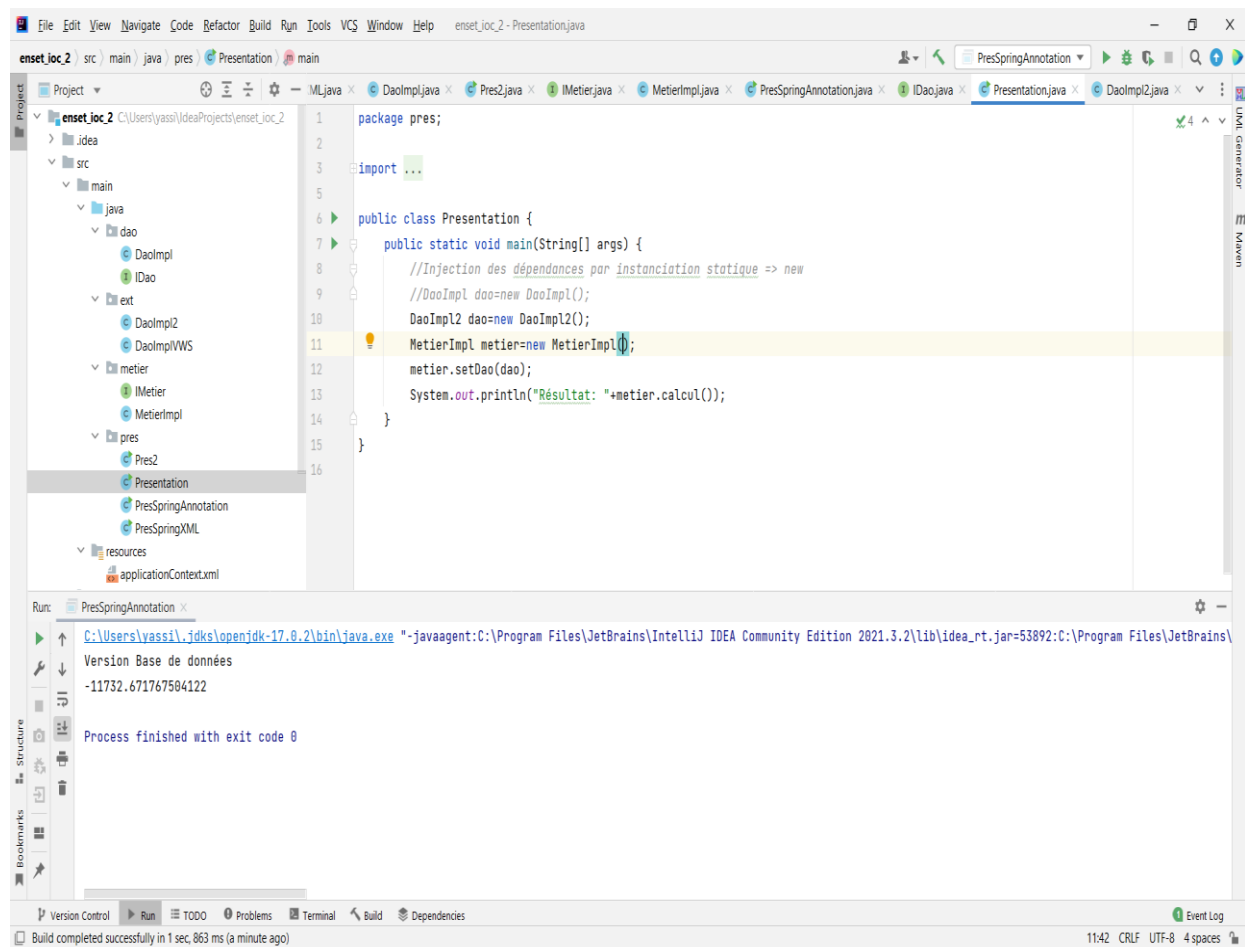 File Edit View Navigate Code Refactor Build Run Tools VCS Window Help enset_ioc_2 - Presentation.java
enset_ioc_2 src main java pres Presentation main
PresSpringAnnotation
Project
ML.java DaoImpl.java Pres2.java IMetier.java MetierImpl.java PresSpringAnnotation.java IDao.java Presentation.java DaoImpl2.java
Project
enset_ioc_2 C:\Users\yassi\IdeaProjects\enset_ioc_2
.idea
src
main
java
dao
DaoImpl
IDao
ext
DaoImpl2
DaoImplVWS
metier
IMetier
MetierImpl
pres
Pres2
Presentation
PresSpringAnnotation
PresSpringXML
resources
applicationContext.xml
1 package pres;
2
3 import ...
5
6 public class Presentation {
7 public static void main(String[] args) {
8 //Injection des dépendances par instanciation statique => new
9 //DaoImpl dao=new DaoImpl();
10 DaoImpl2 dao=new DaoImpl2();
11 MetierImpl metier=new MetierImpl();
12 metier.setDao(dao);
13 System.out.println("Résultat: "+metier.calcul());
14 }
15 }
16
4
UML Generator
m Maven
Run: PresSpringAnnotation
C:\Users\yassi\.jdks\openjdk-17.0.2\bin\java.exe "-javaagent:C:\Program Files\JetBrains\IntelliJ IDEA Community Edition 2021.3.2\lib\idea_rt.jar=53892:C:\Program Files\JetBrains\
Version Base de données
-11732.671767504122
Process finished with exit code 0
Structure
Bookmarks
Version Control Run TODO Problems Terminal Build Dependencies
1 Event Log
Build completed successfully in 1 sec, 863 ms (a minute ago)
11:42 CRLF UTF-8 4 spaces